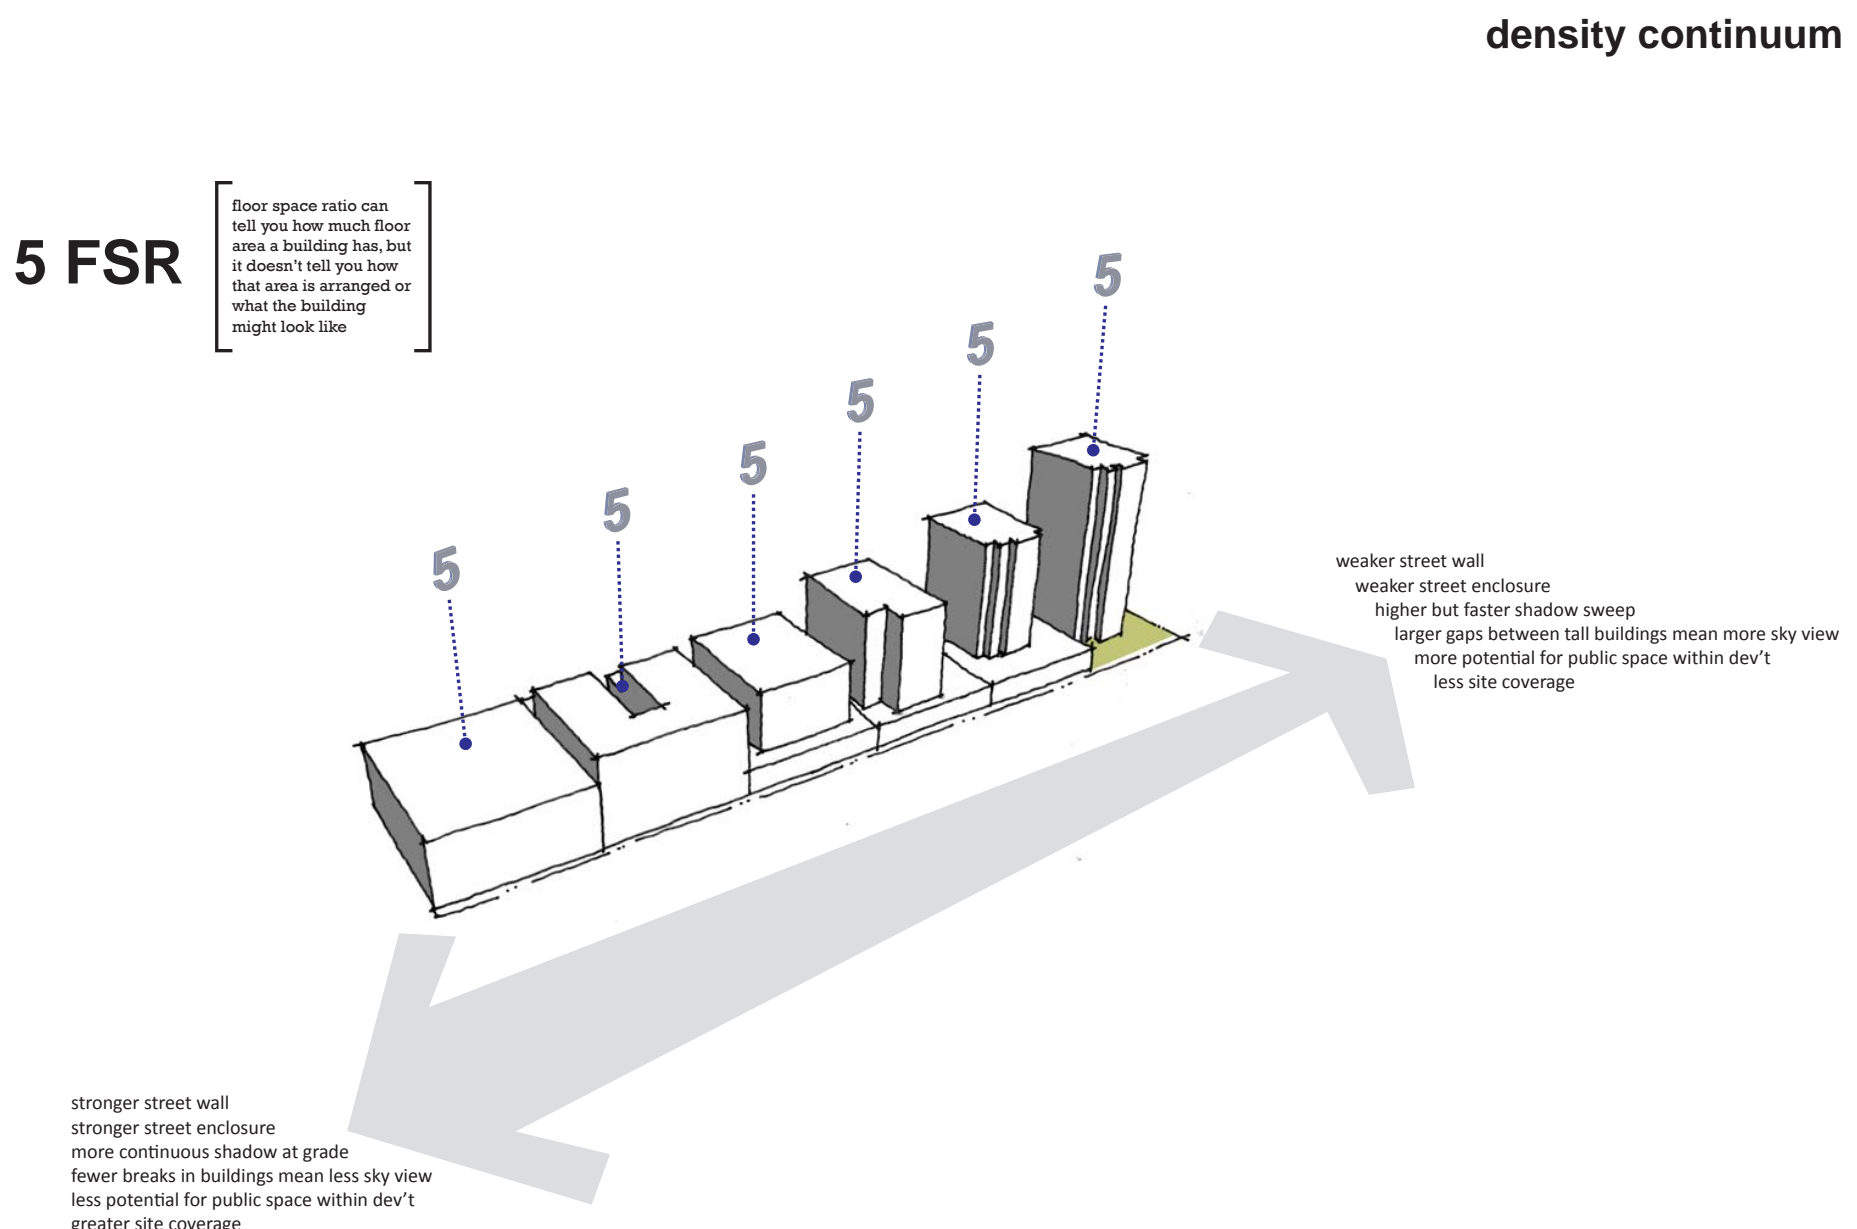 density continuum
5 FSR
floor space ratio can
tell you how much floor
area a building has, but
it doesn't tell you how
that area is arranged or
what the building
might look like
5
5
5
5
5
5
weaker street wall
weaker street enclosure
higher but faster shadow sweep
larger gaps between tall buildings mean more sky view
more potential for public space within dev't
less site coverage
stronger street wall
stronger street enclosure
more continuous shadow at grade
fewer breaks in buildings mean less sky view
less potential for public space within dev't
greater site coverage